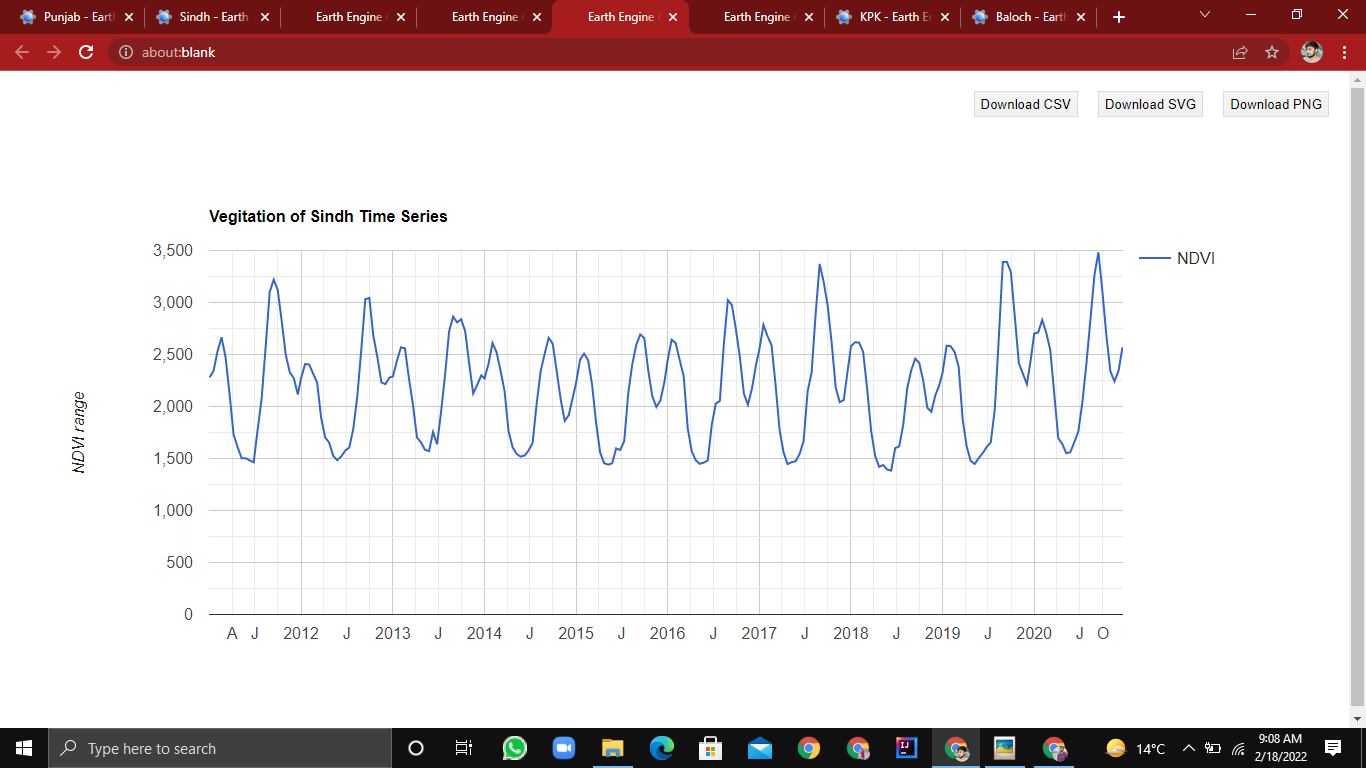 Punjab - Eart
Sindh - Earth
Earth Engine
Earth Engine
Earth Engine
Earth Engine
KPK - Earth E
Baloch - Eart
about:blank
Download CSV
Download SVG
Download PNG
Vegitation of Sindh Time Series
3,500
NDVI
3,000
2,500
2,000
NDVI range
1,500
1,000
500
0
A J 2012 J 2013 J 2014 J 2015 J 2016 J 2017 J 2018 J 2019 J 2020 J O
Type here to search
14°C
9:08 AM
2/18/2022